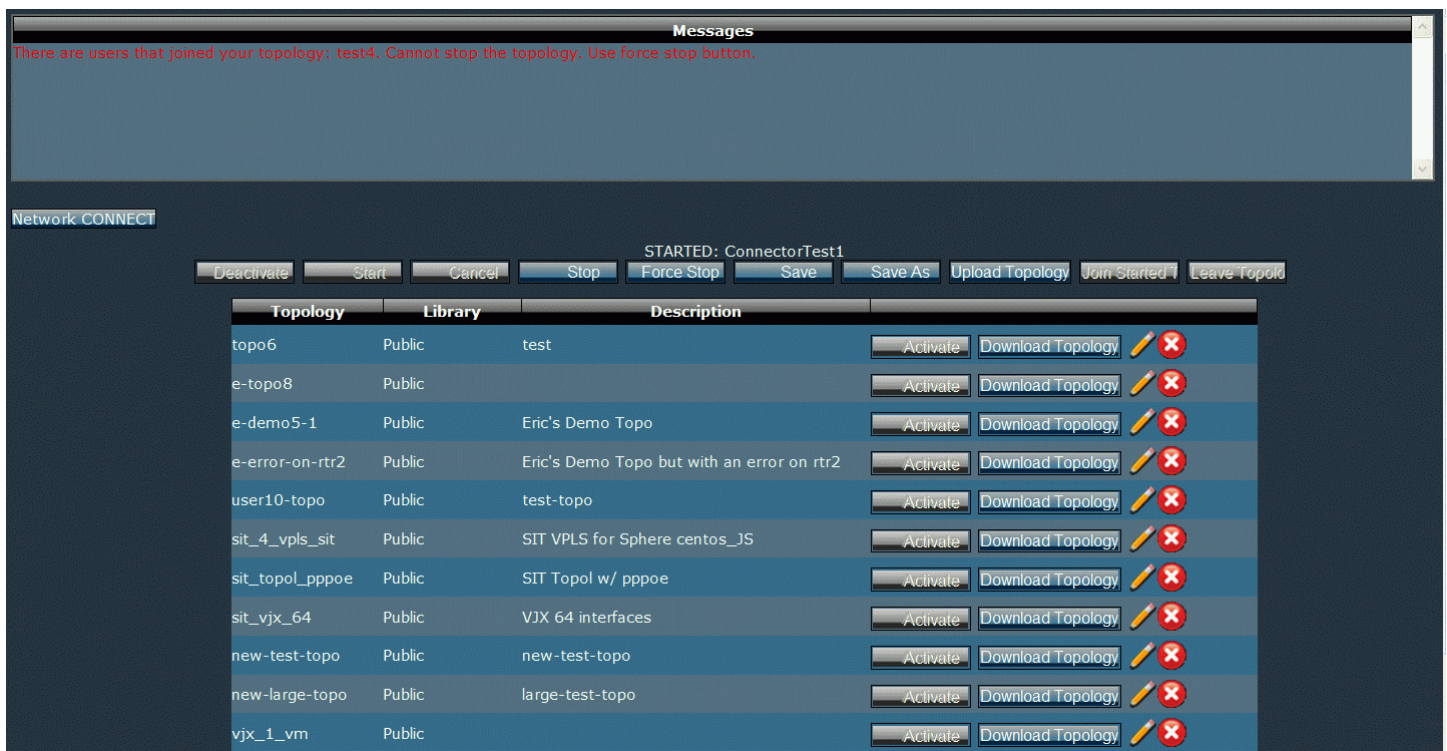 Messages
There are users that joined your topology: test4. Cannot stop the topology. Use force stop button.
Network CONNECT
STARTED: ConnectorTest1
Deactivate Start Cancel Stop Force Stop Save Save As Upload Topology Join Started T Leave Topolo
Topology Library Description
topo6 Public test Activate Download Topology
e-topo8 Public Activate Download Topology
e-demo5-1 Public Eric's Demo Topo Activate Download Topology
e-error-on-rtr2 Public Eric's Demo Topo but with an error on rtr2 Activate Download Topology
user10-topo Public test-topo Activate Download Topology
sit_4_vpls_sit Public SIT VPLS for Sphere centos_JS Activate Download Topology
sit_topol_pppoe Public SIT Topol w/ pppoe Activate Download Topology
sit_vjx_64 Public VJX 64 interfaces Activate Download Topology
new-test-topo Public new-test-topo Activate Download Topology
new-large-topo Public large-test-topo Activate Download Topology
vjx_1_vm Public Activate Download Topology